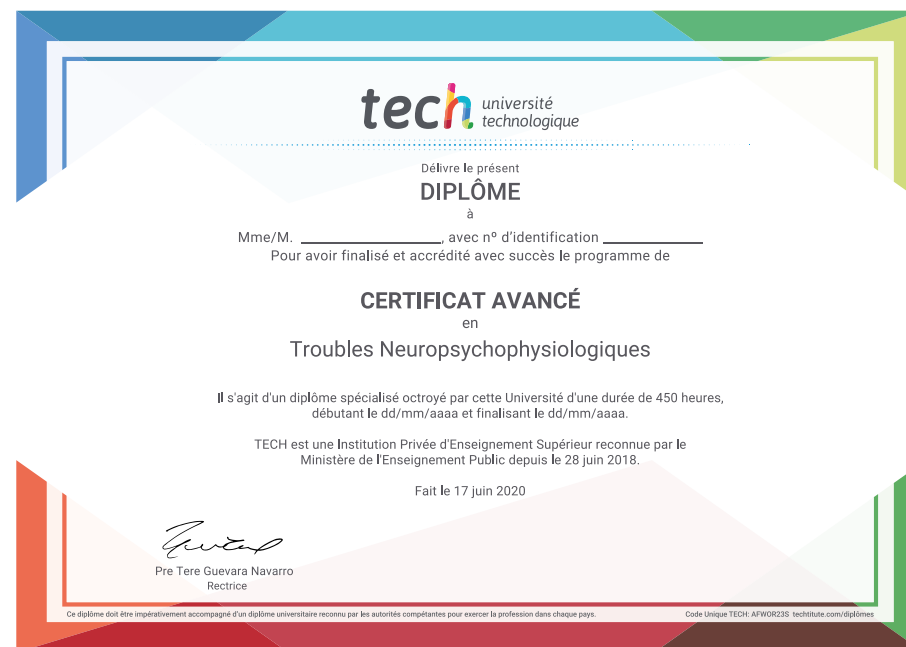 tech université
technologique
Délivre le présent
DIPLÔME
à
Mme/M. ____________________, avec nº d'identification ______________
Pour avoir finalisé et accrédité avec succès le programme de
CERTIFICAT AVANCÉ
en
Troubles Neuropsychophysiologiques
Il s'agit d'un diplôme spécialisé octroyé par cette Université d'une durée de 450 heures,
débutant le dd/mm/aaaa et finalisant le dd/mm/aaaa.
TECH est une Institution Privée d'Enseignement Supérieur reconnue par le
Ministère de l'Enseignement Public depuis le 28 juin 2018.
Fait le 17 juin 2020
Pre Tere Guevara Navarro
Rectrice
Ce diplôme doit être impérativement accompagné d'un diplôme universitaire reconnu par les autorités compétentes pour exercer la profession dans chaque pays.
Code Unique TECH: AFWOR23S techtitute.com/diplômes